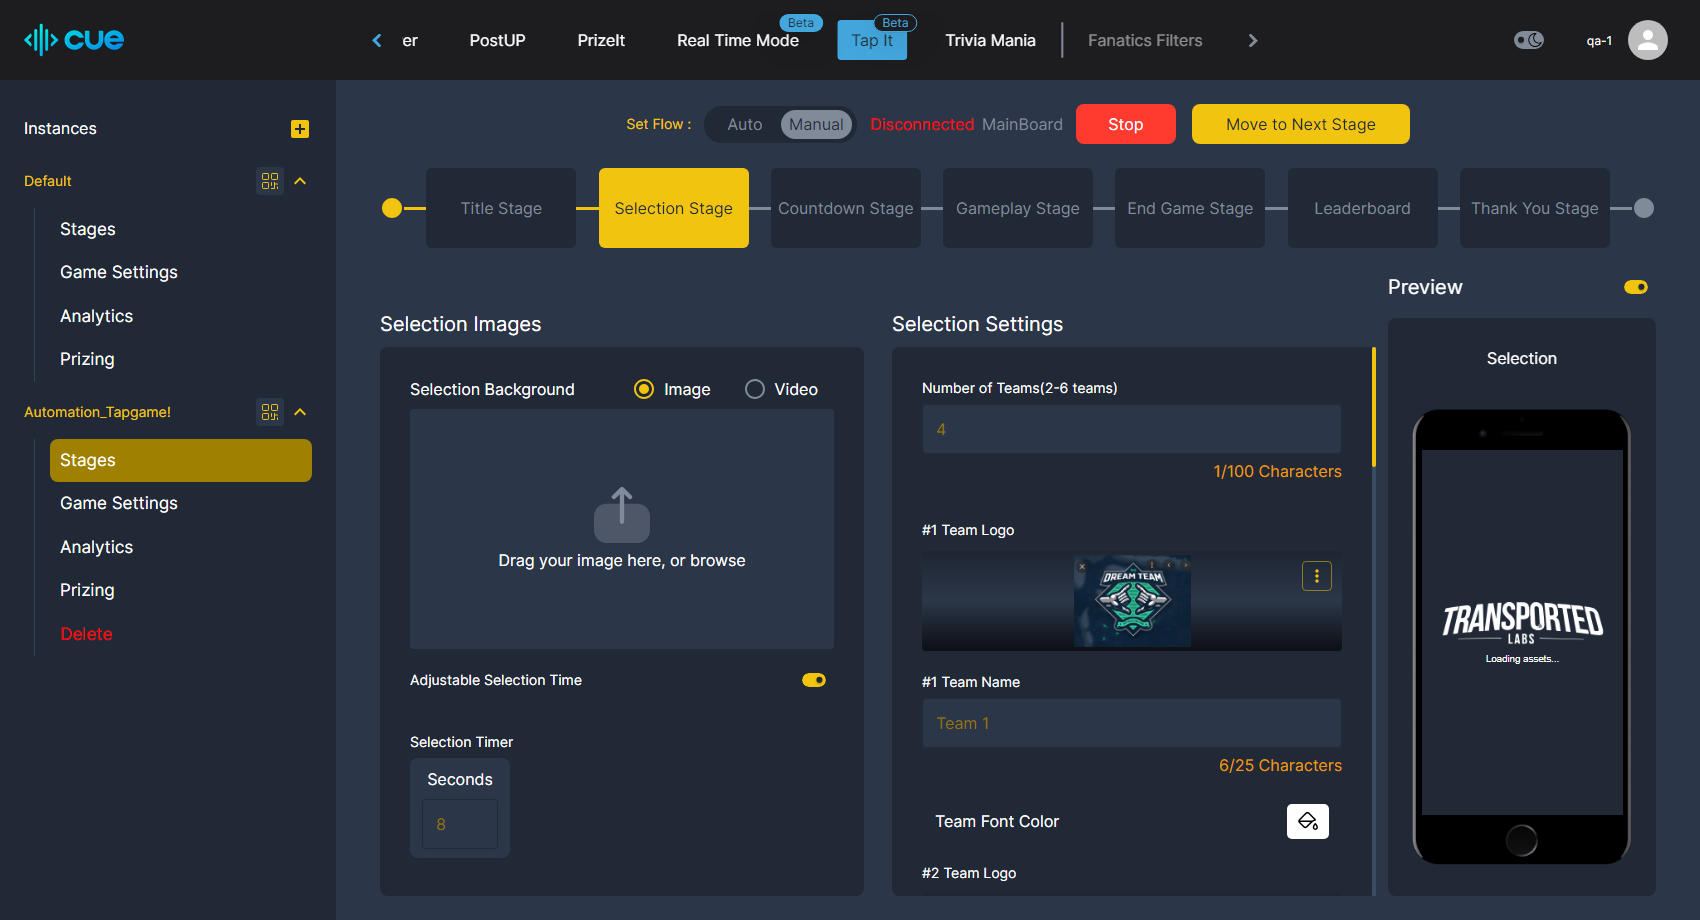 cue
er
PostUP
PrizeIt
Real Time Mode
Beta
Tap It
Beta
Trivia Mania
Fanatics Filters
qa-1
Instances
Default
Stages
Game Settings
Analytics
Prizing
Automation_Tapgame!
Stages
Game Settings
Analytics
Prizing
Delete
Set Flow :
Auto
Manual
Disconnected MainBoard
Stop
Move to Next Stage
Title Stage
Selection Stage
Countdown Stage
Gameplay Stage
End Game Stage
Leaderboard
Thank You Stage
Selection Images
Selection Background
Image
Video
Drag your image here, or browse
Adjustable Selection Time
Selection Timer
Seconds
8
Selection Settings
Number of Teams(2-6 teams)
4
1/100 Characters
#1 Team Logo
DREAM TEAM
#1 Team Name
Team 1
6/25 Characters
Team Font Color
#2 Team Logo
Preview
Selection
TRANSPORTED
LABS
Loading assets...